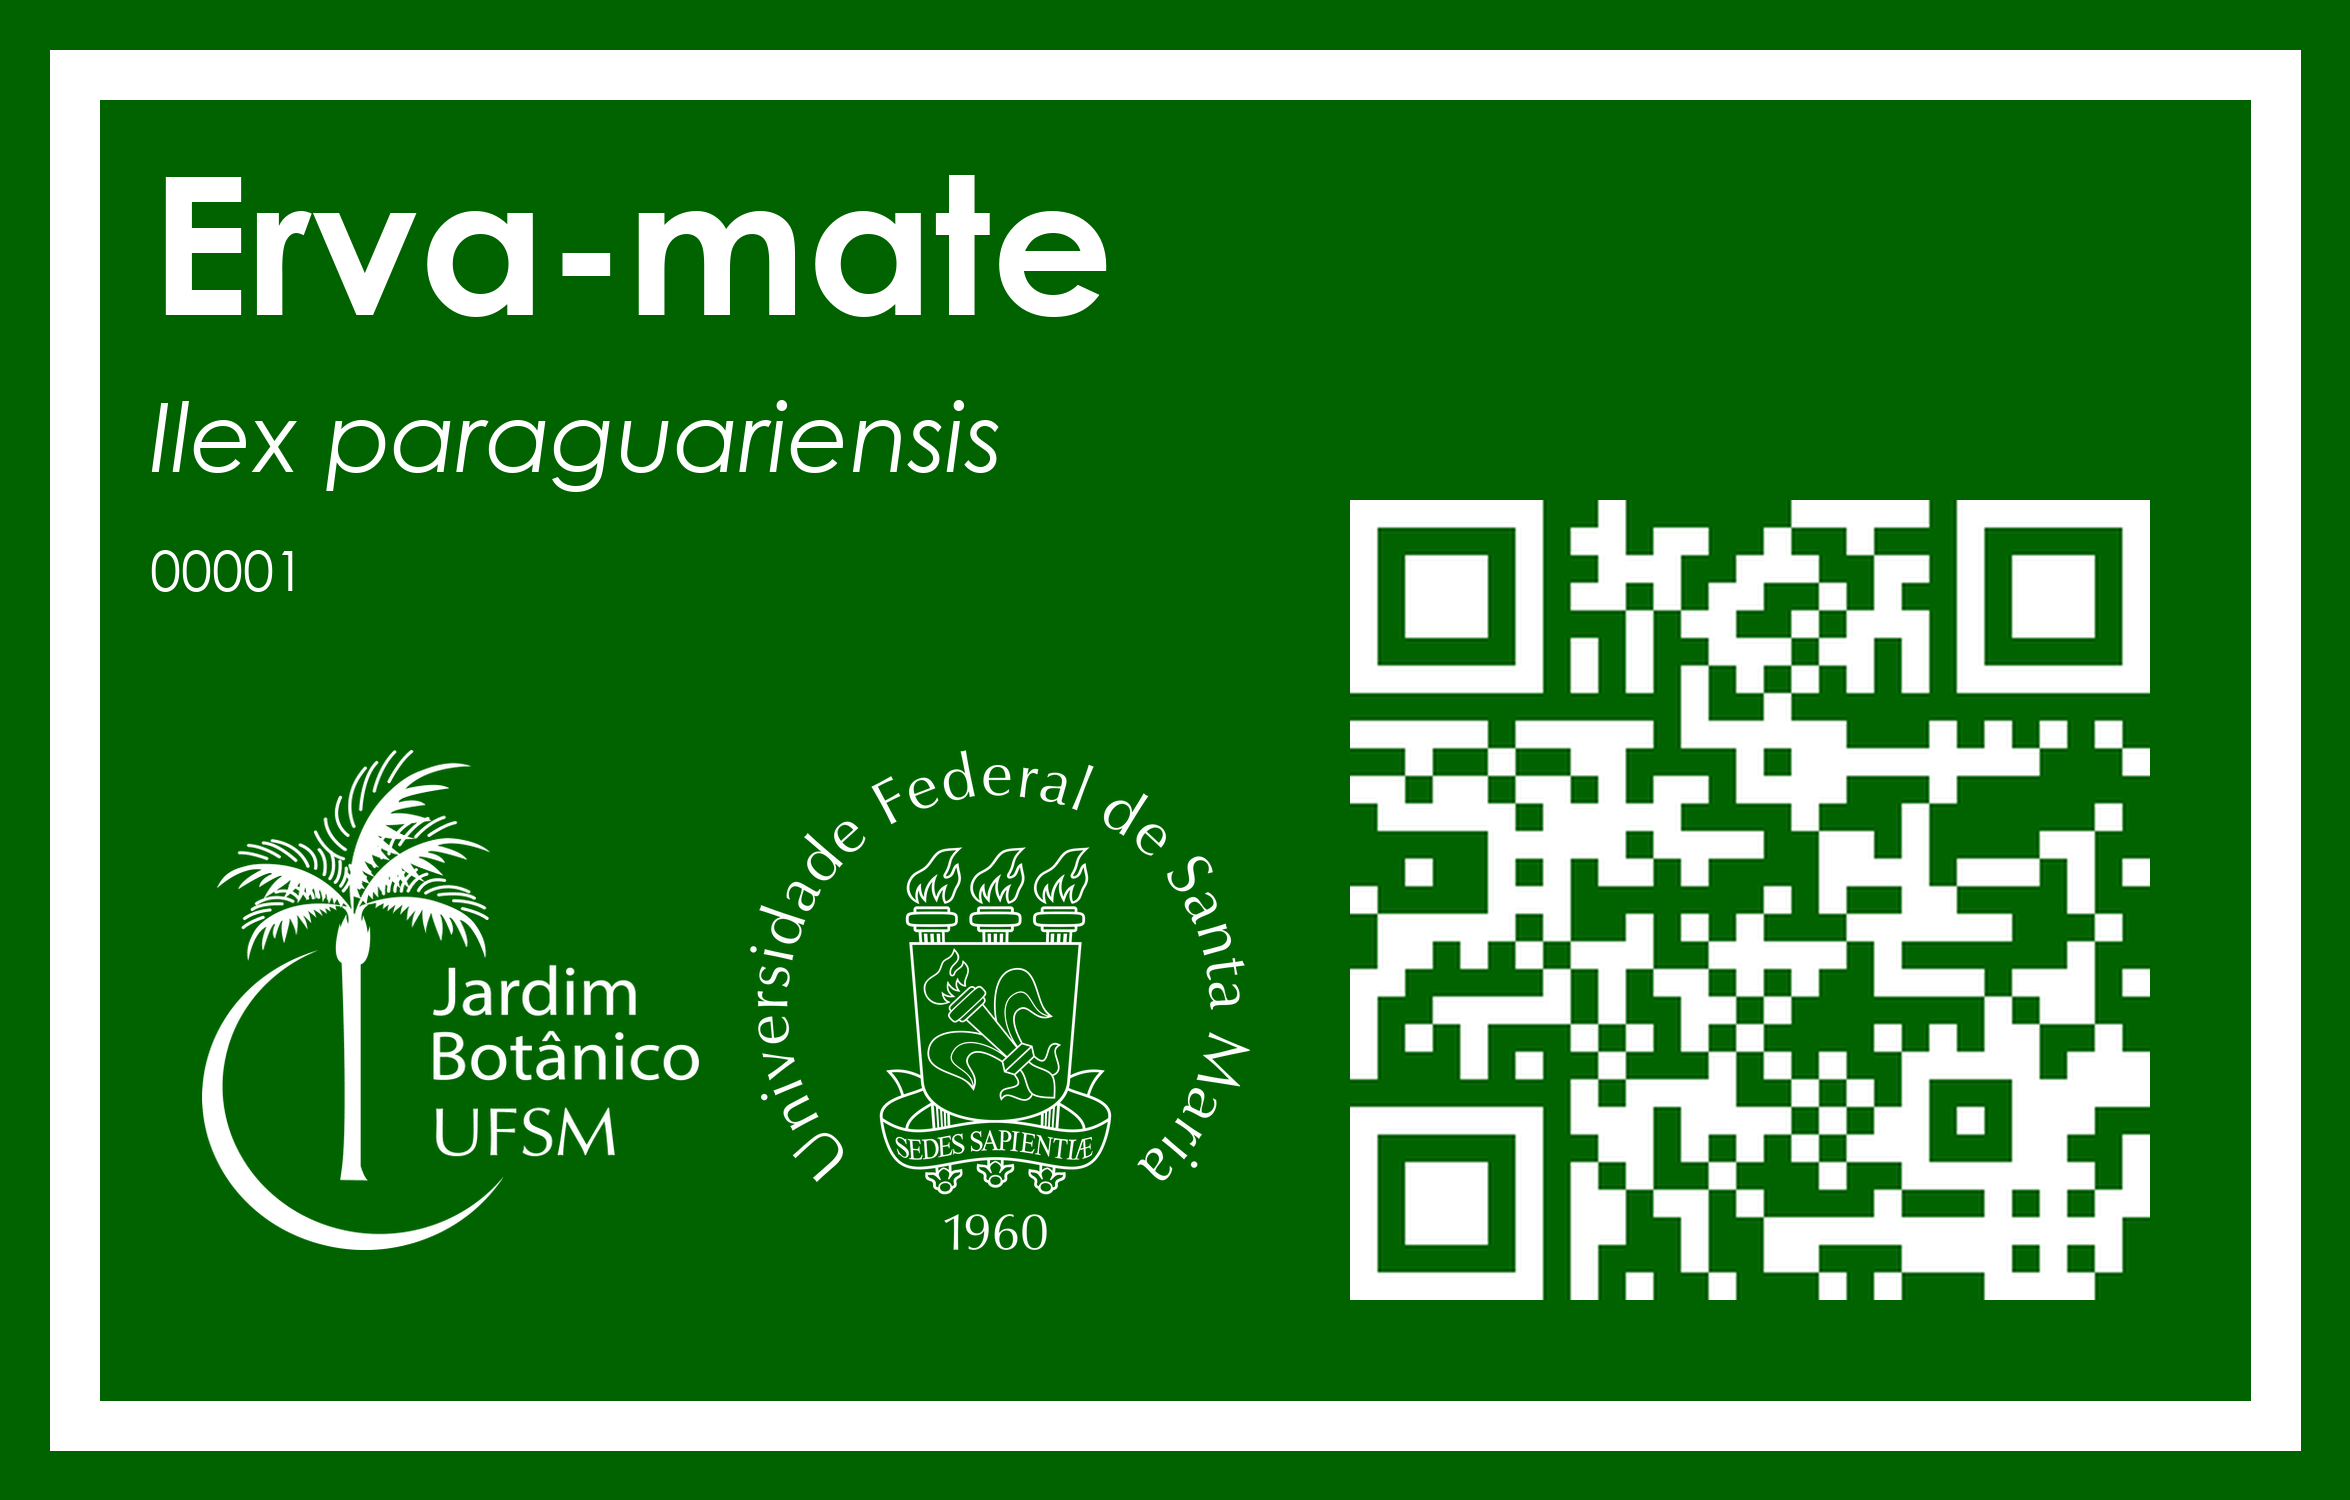 Erva-mate
Ilex paraguariensis
00001
Jardim
Botânico
UFSM
Universidade Federal de Santa Maria
SEDES SAPIENTIÆ
1960